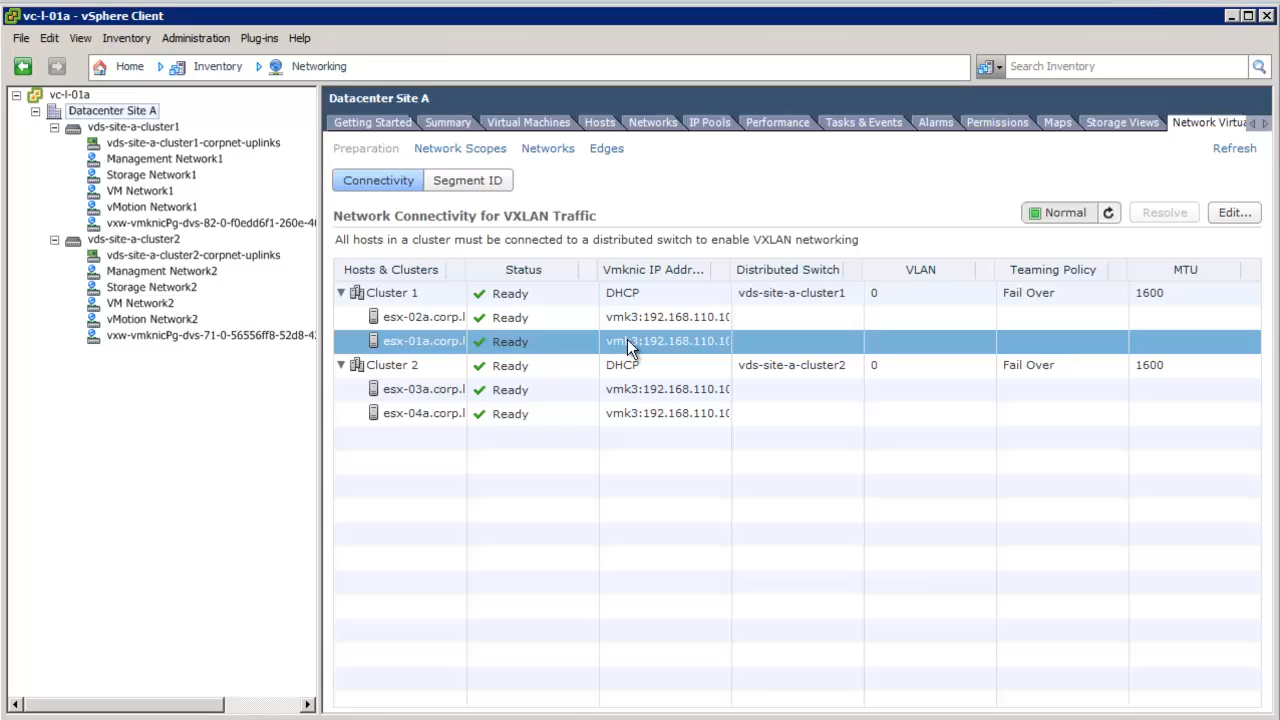 vc-l-01a - vSphere Client
File Edit View Inventory Administration Plug-ins Help
Home Inventory Networking Search Inventory
vc-l-01a
Datacenter Site A
vds-site-a-cluster1
vds-site-a-cluster1-corpnet-uplinks
Management Network1
Storage Network1
VM Network1
vMotion Network1
vxw-vmknicPg-dvs-82-0-f0edd6f1-260e-4
vds-site-a-cluster2
vds-site-a-cluster2-corpnet-uplinks
Managment Network2
Storage Network2
VM Network2
vMotion Network2
vxw-vmknicPg-dvs-71-0-56556ff8-52d8-4
Datacenter Site A
Getting Started Summary Virtual Machines Hosts Networks IP Pools Performance Tasks & Events Alarms Permissions Maps Storage Views Network Virtu
Preparation Network Scopes Networks Edges Refresh
Connectivity Segment ID
Network Connectivity for VXLAN Traffic Normal Resolve Edit...
All hosts in a cluster must be connected to a distributed switch to enable VXLAN networking
Hosts & Clusters Status Vmknic IP Addr... Distributed Switch VLAN Teaming Policy MTU
Cluster 1 Ready DHCP vds-site-a-cluster1 0 Fail Over 1600
esx-02a.corp.l Ready vmk3:192.168.110.10
esx-01a.corp.l Ready vmk3:192.168.110.10
Cluster 2 Ready DHCP vds-site-a-cluster2 0 Fail Over 1600
esx-03a.corp.l Ready vmk3:192.168.110.10
esx-04a.corp.l Ready vmk3:192.168.110.10